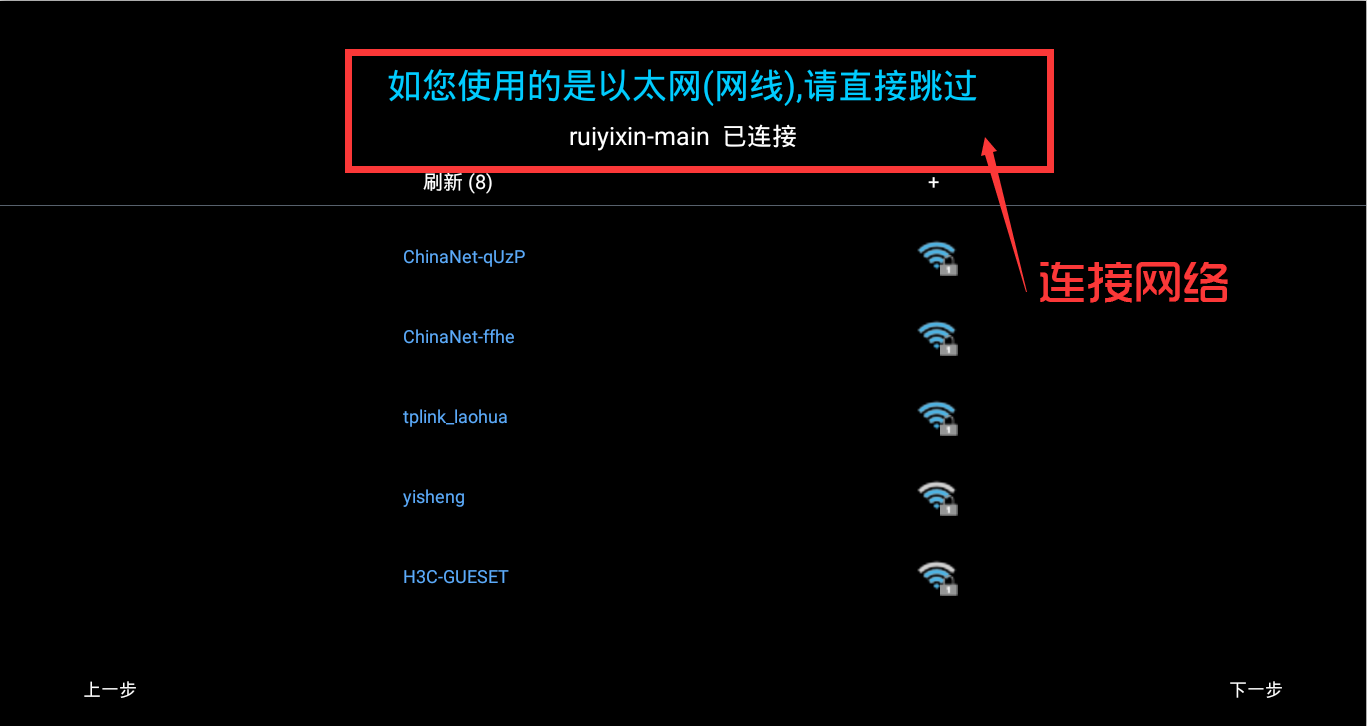 如您使用的是以太网(网线),请直接跳过
ruiyixin-main 已连接
刷新 (8) +
连接网络
ChinaNet-qUzP
ChinaNet-ffhe
tplink_laohua
yisheng
H3C-GUESET
上一步 下一步